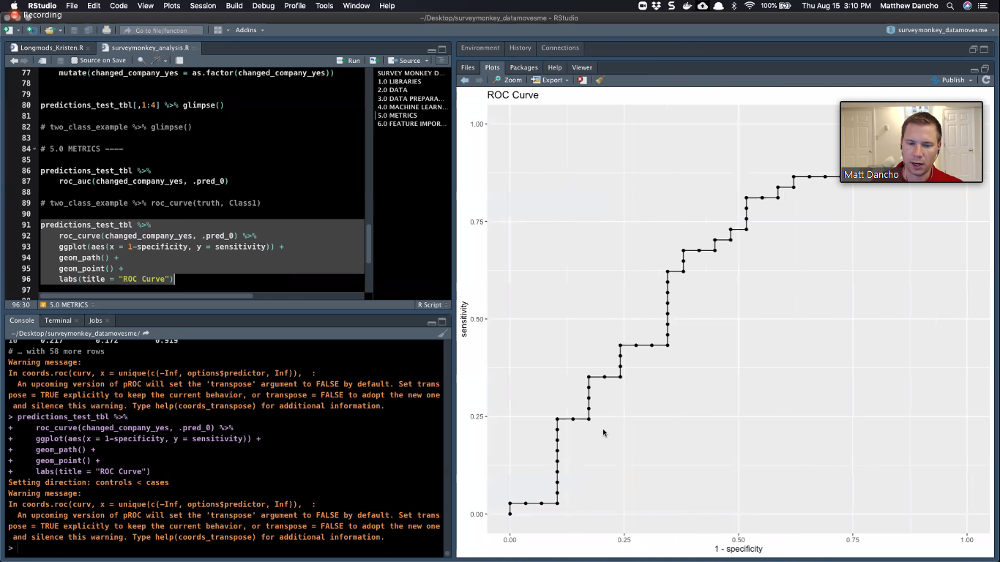 RStudio File Edit Code View Plots Session Build Debug Profile Tools Window Help 100% Thu Aug 15 3:10 PM Matthew Dancho
Recording
~/Desktop/surveymonkey_datamovesme - RStudio
Go to file/function Addins surveymonkey_datamovesme
Longmods_Kristen.R surveymonkey_analysis.R
Source on Save Run Source
77 mutate(changed_company_yes = as.factor(changed_company_yes))
78
79
80 predictions_test_tbl[,1:4] %>% glimpse()
81
82 # two_class_example %>% glimpse()
83
84 # 5.0 METRICS ----
85
86 predictions_test_tbl %>%
87 roc_auc(changed_company_yes, .pred_0)
88
89 # two_class_example %>% roc_curve(truth, Class1)
90
91 predictions_test_tbl %>%
92 roc_curve(changed_company_yes, .pred_0) %>%
93 ggplot(aes(x = 1-specificity, y = sensitivity)) +
94 geom_path() +
95 geom_point() +
96 labs(title = "ROC Curve")
97
SURVEY MONKEY D...
1.0 LIBRARIES
2.0 DATA
3.0 DATA PREPARA...
4.0 MACHINE LEARN...
5.0 METRICS
6.0 FEATURE IMPOR...
96:30 # 5.0 METRICS R Script
Console Terminal Jobs
~/Desktop/surveymonkey_datamovesme/
10 0.217 0.172 0.919
# … with 58 more rows
Warning message:
In coords.roc(curv, x = unique(c(-Inf, options$predictor, Inf)), :
An upcoming version of pROC will set the 'transpose' argument to FALSE by default. Set trans
pose = TRUE explicitly to keep the current behavior, or transpose = FALSE to adopt the new one
and silence this warning. Type help(coords_transpose) for additional information.
> predictions_test_tbl %>%
+ roc_curve(changed_company_yes, .pred_0) %>%
+ ggplot(aes(x = 1-specificity, y = sensitivity)) +
+ geom_path() +
+ geom_point() +
+ labs(title = "ROC Curve")
Setting direction: controls < cases
Warning message:
In coords.roc(curv, x = unique(c(-Inf, options$predictor, Inf)), :
An upcoming version of pROC will set the 'transpose' argument to FALSE by default. Set trans
pose = TRUE explicitly to keep the current behavior, or transpose = FALSE to adopt the new one
and silence this warning. Type help(coords_transpose) for additional information.
>
Environment History Connections
Files Plots Packages Help Viewer
Zoom Export Publish
ROC Curve
Matt Dancho
1.00
0.75
0.50
0.25
0.00
sensitivity
0.00 0.25 0.50 0.75 1.00
1 - specificity